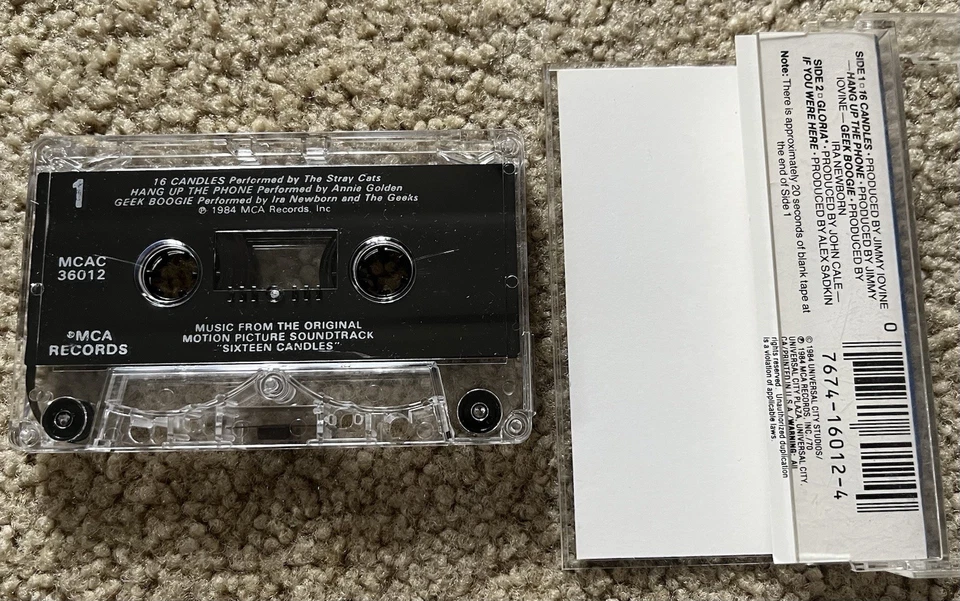 1
16 CANDLES Performed by The Stray Cats
HANG UP THE PHONE Performed by Annie Golden
GEEK BOOGIE Performed by Ira Newborn and The Geeks
℗ 1984 MCA Records, Inc
MCAC
36012
MCA
RECORDS
MUSIC FROM THE ORIGINAL
MOTION PICTURE SOUNDTRACK
"SIXTEEN CANDLES"
SIDE 1 □ 16 CANDLES • PRODUCED BY JIMMY IOVINE
—HANG UP THE PHONE • PRODUCED BY JIMMY
IOVINE—GEEK BOOGIE • PRODUCED BY
IRA NEWBORN
SIDE 2 □ GLORIA* • PRODUCED BY JOHN CALE—
IF YOU WERE HERE • PRODUCED BY ALEX SADKIN
Note: There is approximately 20 seconds of blank tape at
the end of Side 1
0
7674-16012-4
© 1984 UNIVERSAL CITY STUDIOS/
℗ 1984 MCA RECORDS, INC./70
UNIVERSAL CITY PLAZA, UNIVERSAL CITY,
CA/PRINTED IN U.S.A./WARNING: All
rights reserved. Unauthorized duplication
is a violation of applicable laws.